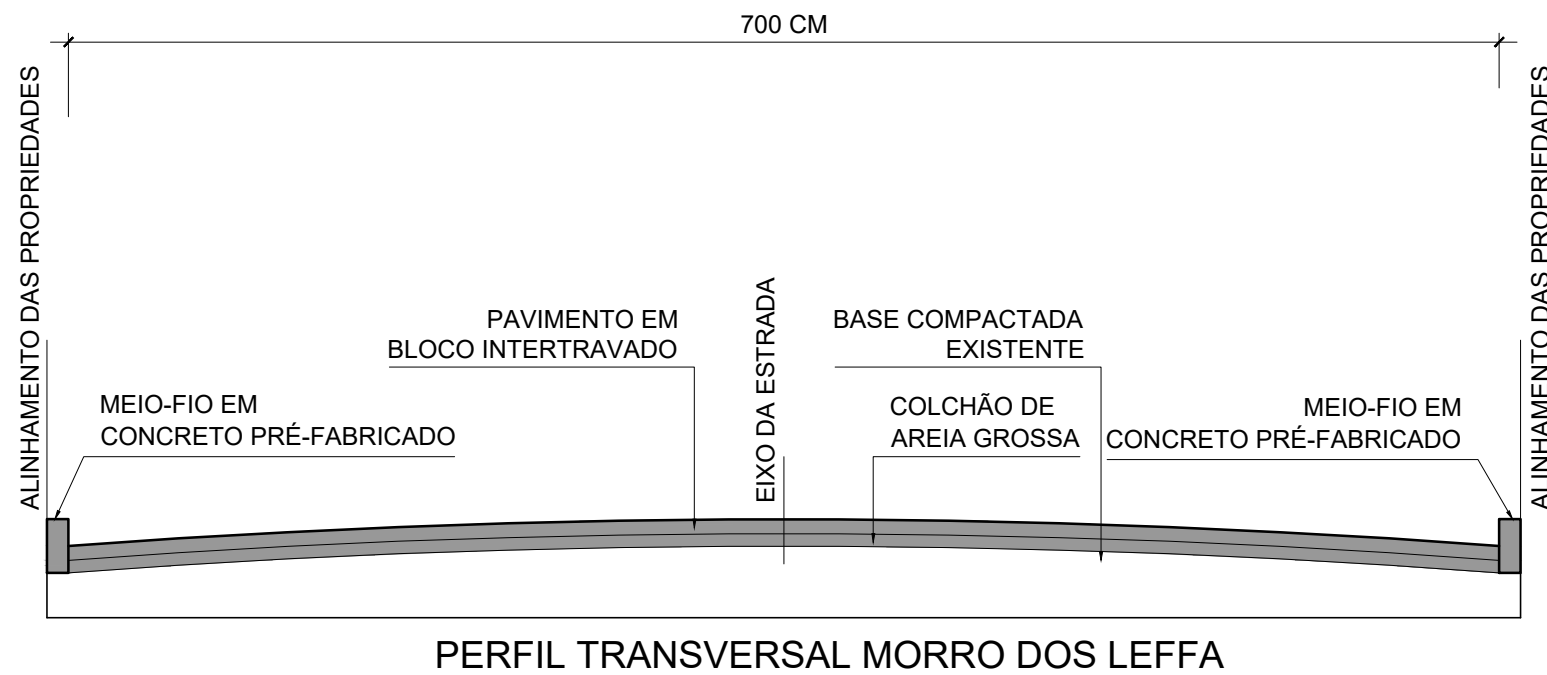 700 CM
ALINHAMENTO DAS PROPRIEDADES
ALINHAMENTO DAS PROPRIEDADES
EIXO DA ESTRADA
PAVIMENTO EM
BLOCO INTERTRAVADO
BASE COMPACTADA
EXISTENTE
MEIO-FIO EM
CONCRETO PRÉ-FABRICADO
COLCHÃO DE
AREIA GROSSA
MEIO-FIO EM
CONCRETO PRÉ-FABRICADO
PERFIL TRANSVERSAL MORRO DOS LEFFA